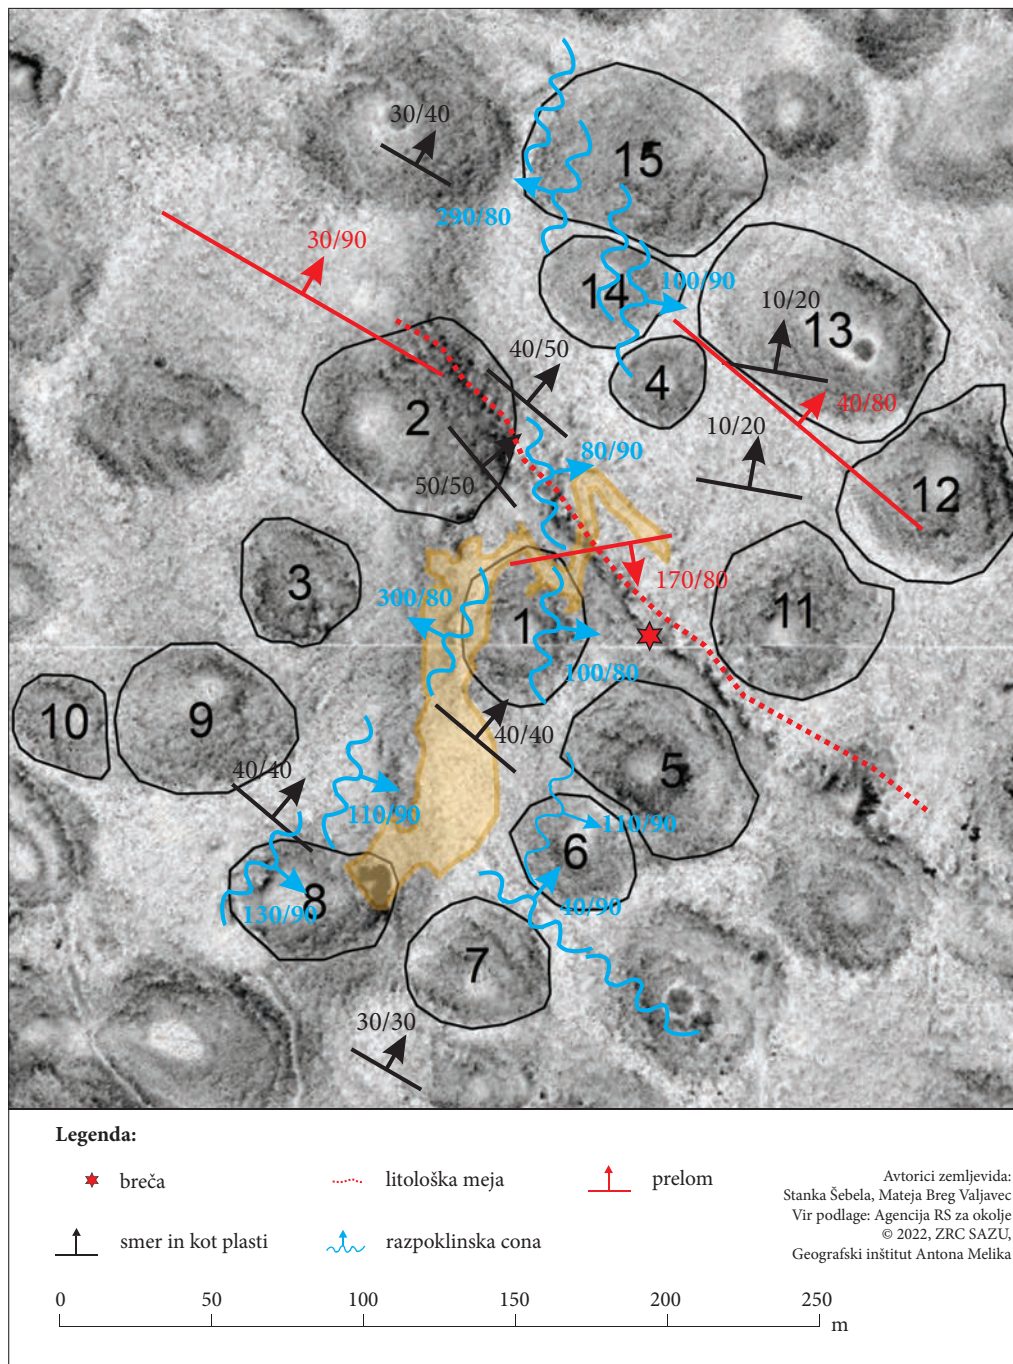 30/40
15
290/80
30/90
14
100/90
10/20
13
40/50
4
2
40/80
10/20
80/90
50/50
12
3
170/80
300/80
1
11
100/80
10
9
40/40
5
40/40
110/90
110/90
6
8
130/90
40/90
7
30/30
Legenda:
breča
litološka meja
prelom
smer in kot plasti
razpoklinska cona
Avtorici zemljevida:
Stanka Šebela, Mateja Breg Valjavec
Vir podlage: Agencija RS za okolje
© 2022, ZRC SAZU,
Geografski inštitut Antona Melika
0 50 100 150 200 250
m